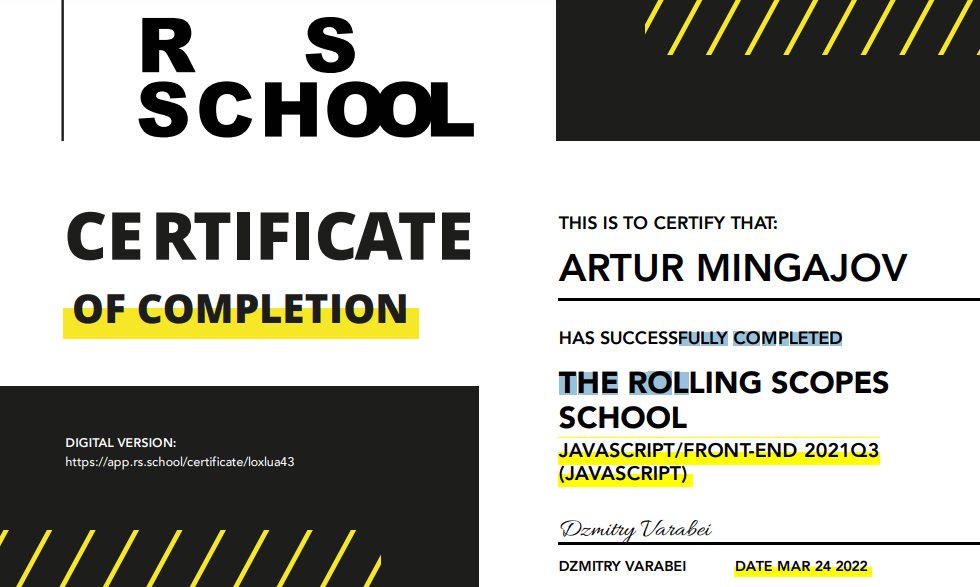 R S
SCHOOL
CERTIFICATE
OF COMPLETION
DIGITAL VERSION:
https://app.rs.school/certificate/loxlua43
THIS IS TO CERTIFY THAT:
ARTUR MINGAJOV
HAS SUCCESSFULLY COMPLETED
THE ROLLING SCOPES
SCHOOL
JAVASCRIPT/FRONT-END 2021Q3
(JAVASCRIPT)
Dzmitry Varabei
DZMITRY VARABEI DATE MAR 24 2022